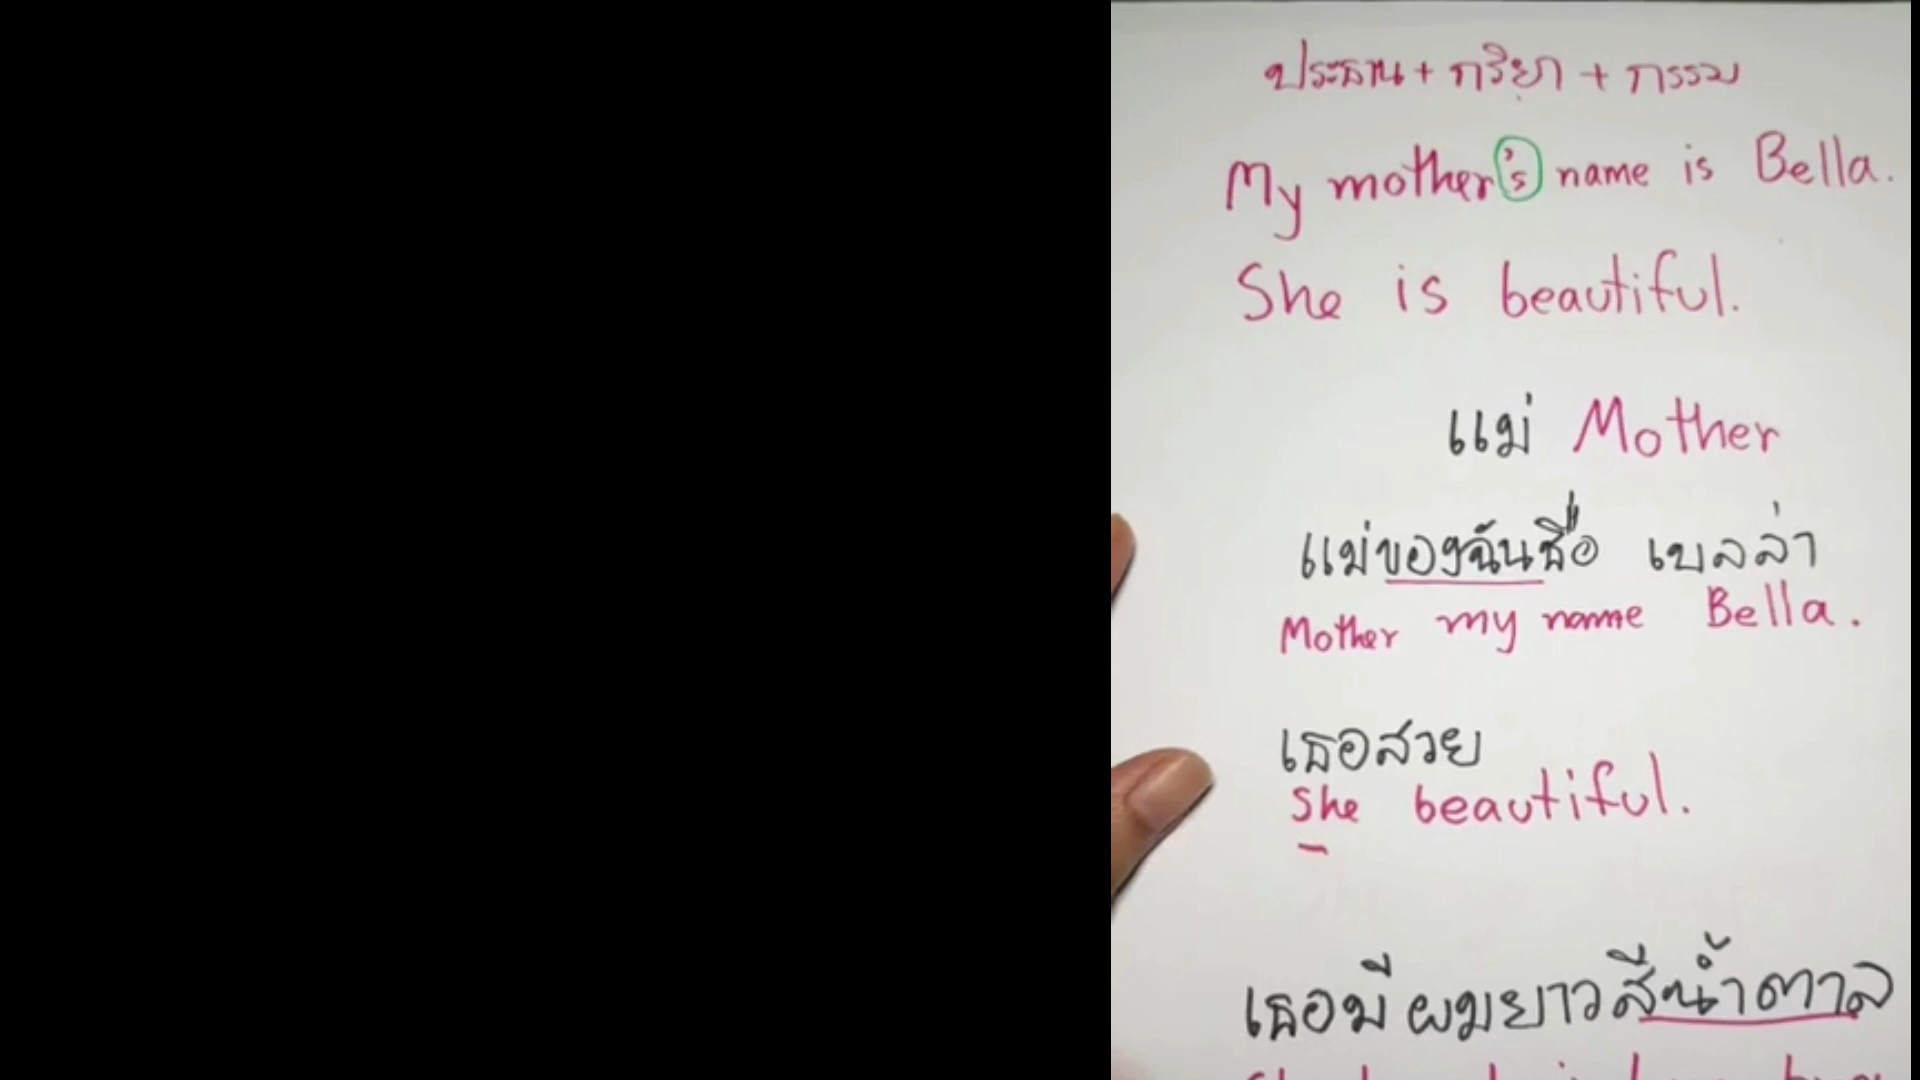 ประธาน + กริยา + กรรม
My mother's name is Bella.
She is beautiful.
แม่ Mother
แม่ของฉันชื่อ เบลล่า
Mother my name Bella.
เธอสวย
She beautiful.
เธอมีผมยาวสีน้ำตาล